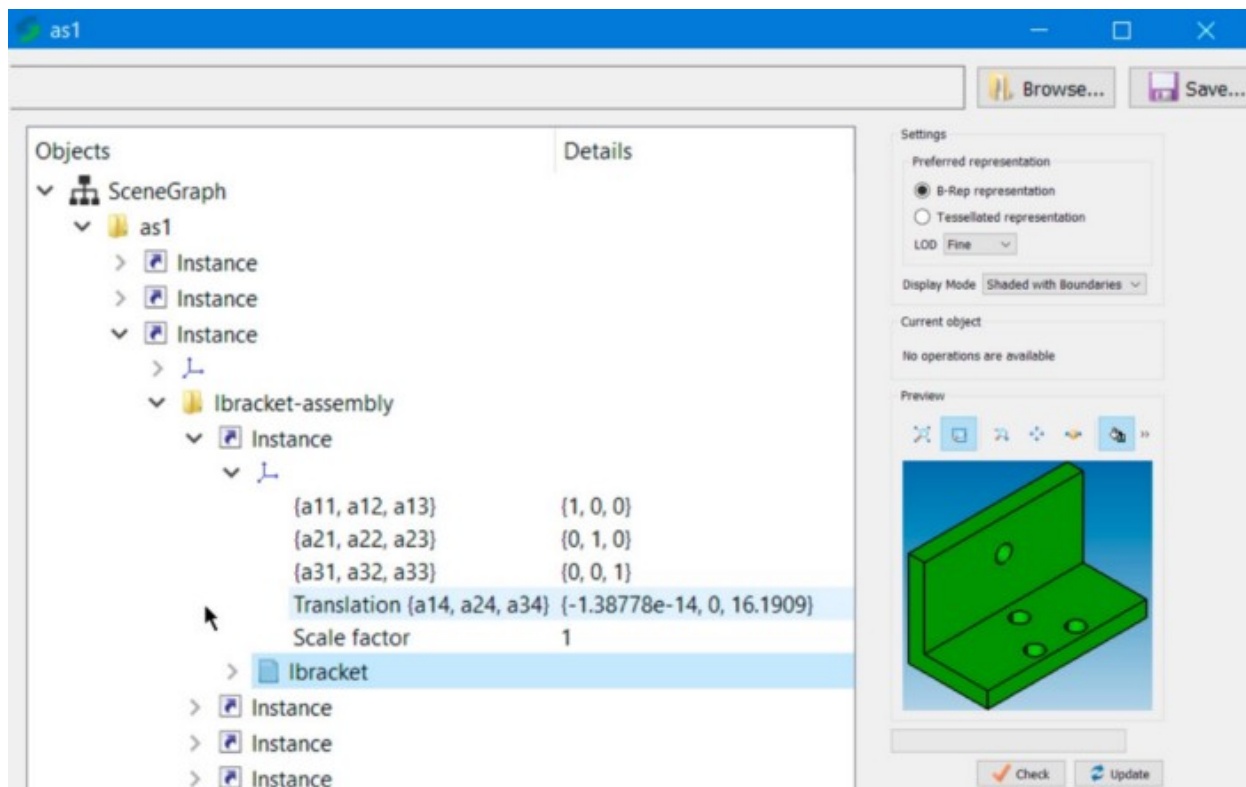 as1
Browse...
Save...
Objects Details
SceneGraph
as1
Instance
Instance
Instance
lbracket-assembly
Instance
{a11, a12, a13} {1, 0, 0}
{a21, a22, a23} {0, 1, 0}
{a31, a32, a33} {0, 0, 1}
Translation {a14, a24, a34} {-1.38778e-14, 0, 16.1909}
Scale factor 1
lbracket
Instance
Instance
Instance
Settings
Preferred representation
B-Rep representation
Tessellated representation
LOD Fine
Display Mode Shaded with Boundaries
Current object
No operations are available
Preview
Check
Update